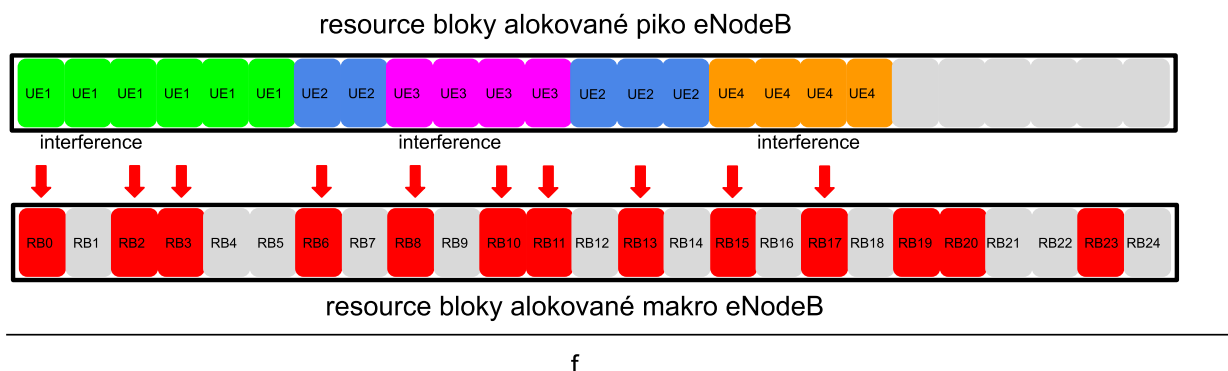 resource bloky alokované piko eNodeB
UE1 UE1 UE1 UE1 UE1 UE1 UE2 UE2 UE3 UE3 UE3 UE3 UE2 UE2 UE2 UE4 UE4 UE4 UE4
interference interference interference
RB0 RB1 RB2 RB3 RB4 RB5 RB6 RB7 RB8 RB9 RB10 RB11 RB12 RB13 RB14 RB15 RB16 RB17 RB18 RB19 RB20 RB21 RB22 RB23 RB24
resource bloky alokované makro eNodeB
f